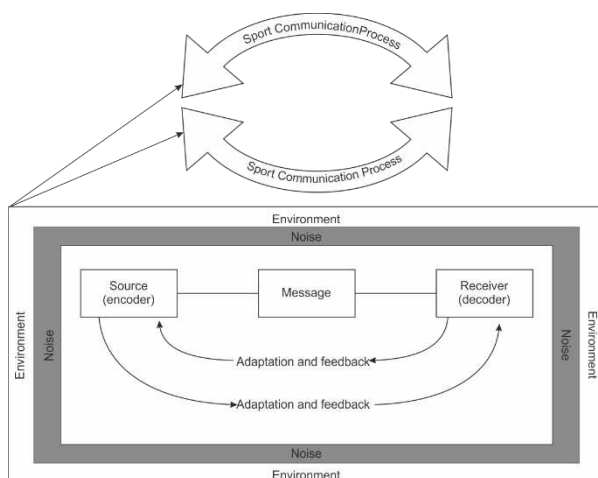 Sport CommunicationProcess
Sport Communication Process
Environment
Noise
Environment
Noise
Source
(encoder)
Message
Receiver
(decoder)
Noise
Environment
Adaptation and feedback
Adaptation and feedback
Noise
Environment